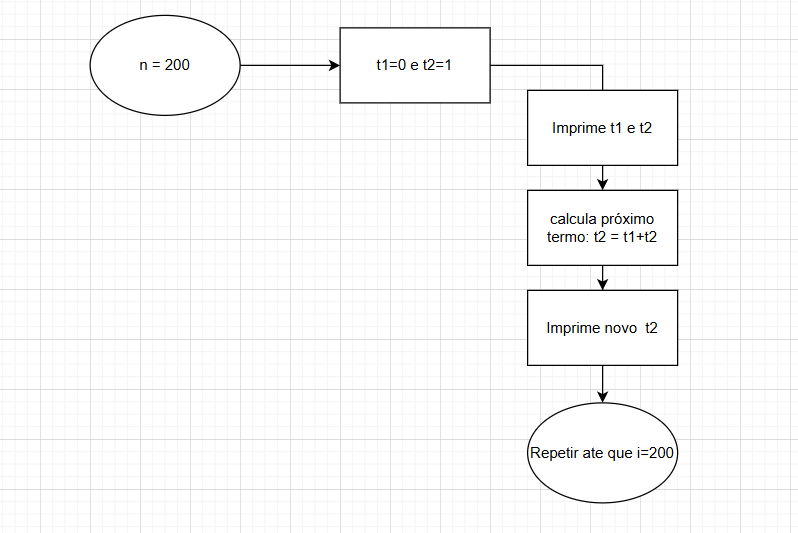 n = 200
t1=0 e t2=1
Imprime t1 e t2
calcula próximo
termo: t2 = t1+t2
Imprime novo  t2
Repetir ate que i=200